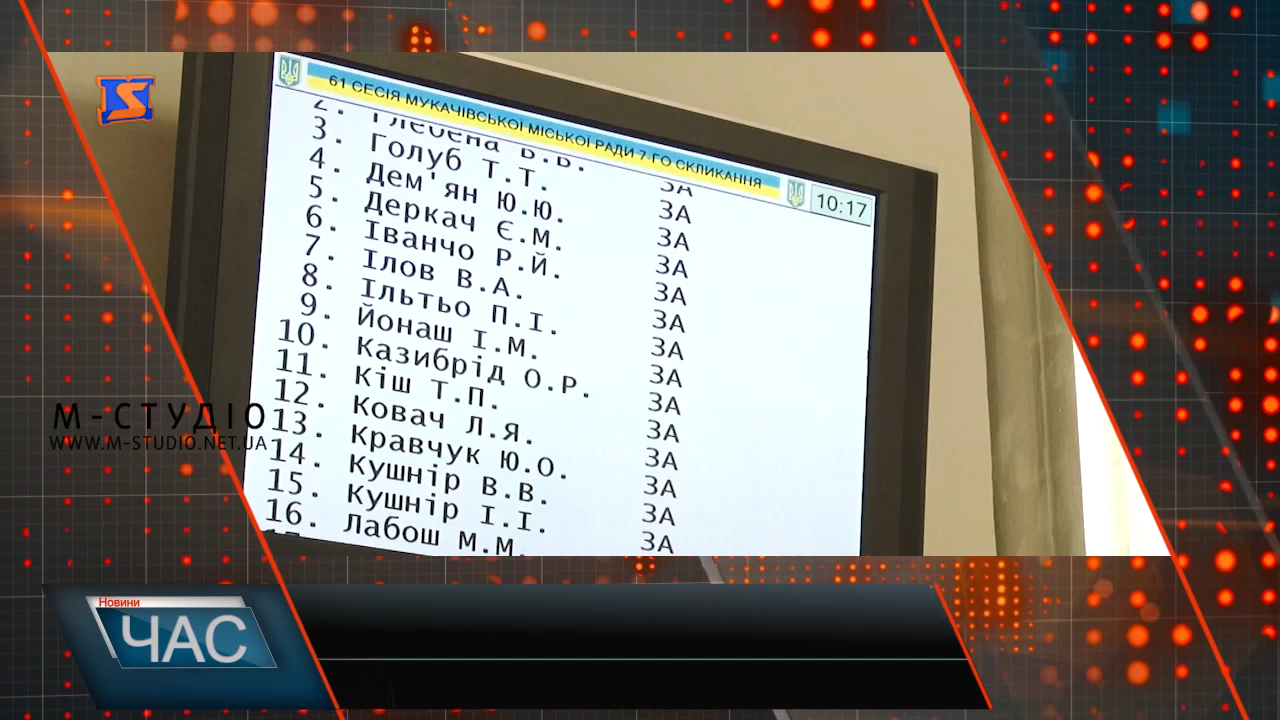 61 СЕСІЯ МУКАЧІВСЬКОЇ МІСЬКОЇ РАДИ 7-ГО СКЛИКАННЯ
10:17
2. Глебена В.В. ЗА
3. Голуб Т.Т. ЗА
4. Дем'ян Ю.Ю. ЗА
5. Деркач Є.М. ЗА
6. Іванчо Р.Й. ЗА
7. Ілов В.А. ЗА
8. Ільтьо П.І. ЗА
9. Йонаш І.М. ЗА
10. Казибрід О.Р. ЗА
11. Кіш Т.П. ЗА
12. Ковач Л.Я. ЗА
13. Кравчук Ю.О. ЗА
14. Кушнір В.В. ЗА
15. Кушнір І.І. ЗА
16. Лабош М.М.
М-СТУДІО
WWW.M-STUDIO.NET.UA
Новини
ЧАС